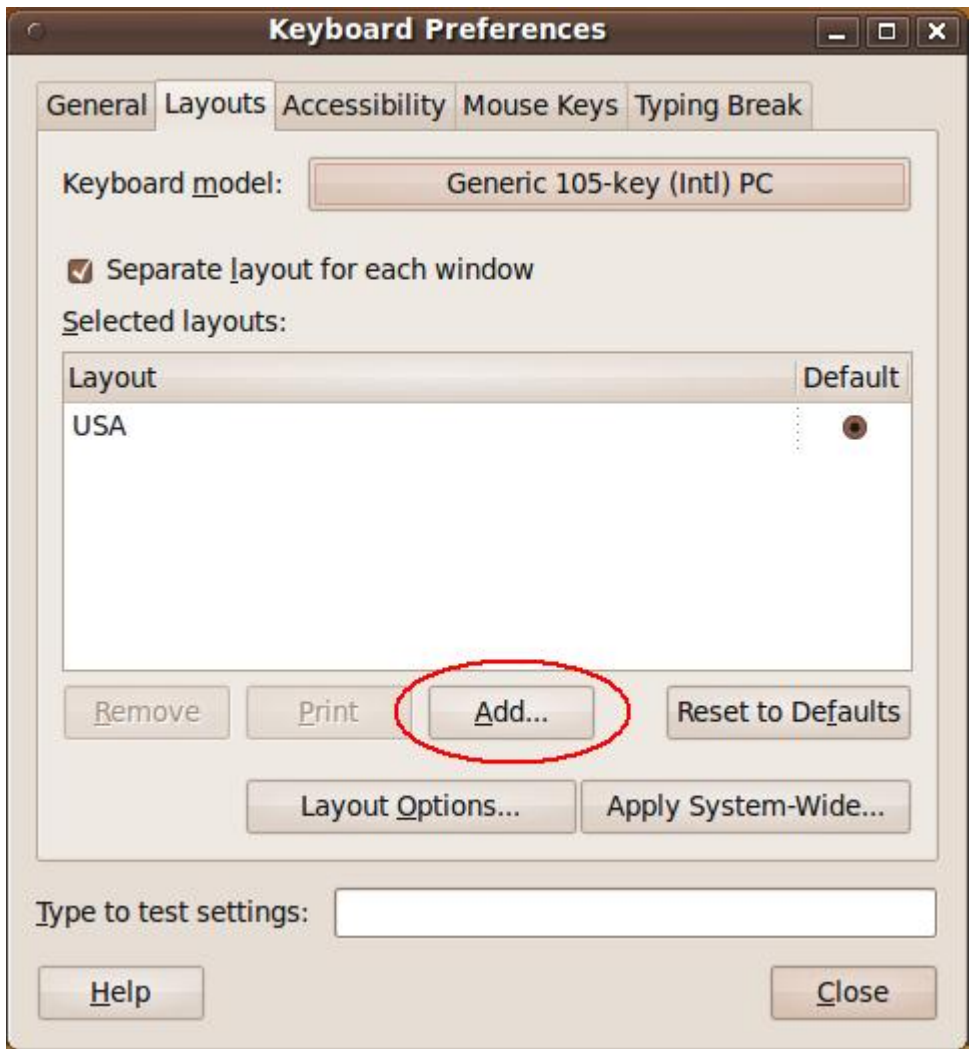 Keyboard Preferences
General Layouts Accessibility Mouse Keys Typing Break
Keyboard model: Generic 105-key (Intl) PC
Separate layout for each window
Selected layouts:
Layout Default
USA
Remove Print Add... Reset to Defaults
Layout Options... Apply System-Wide...
Type to test settings:
Help Close